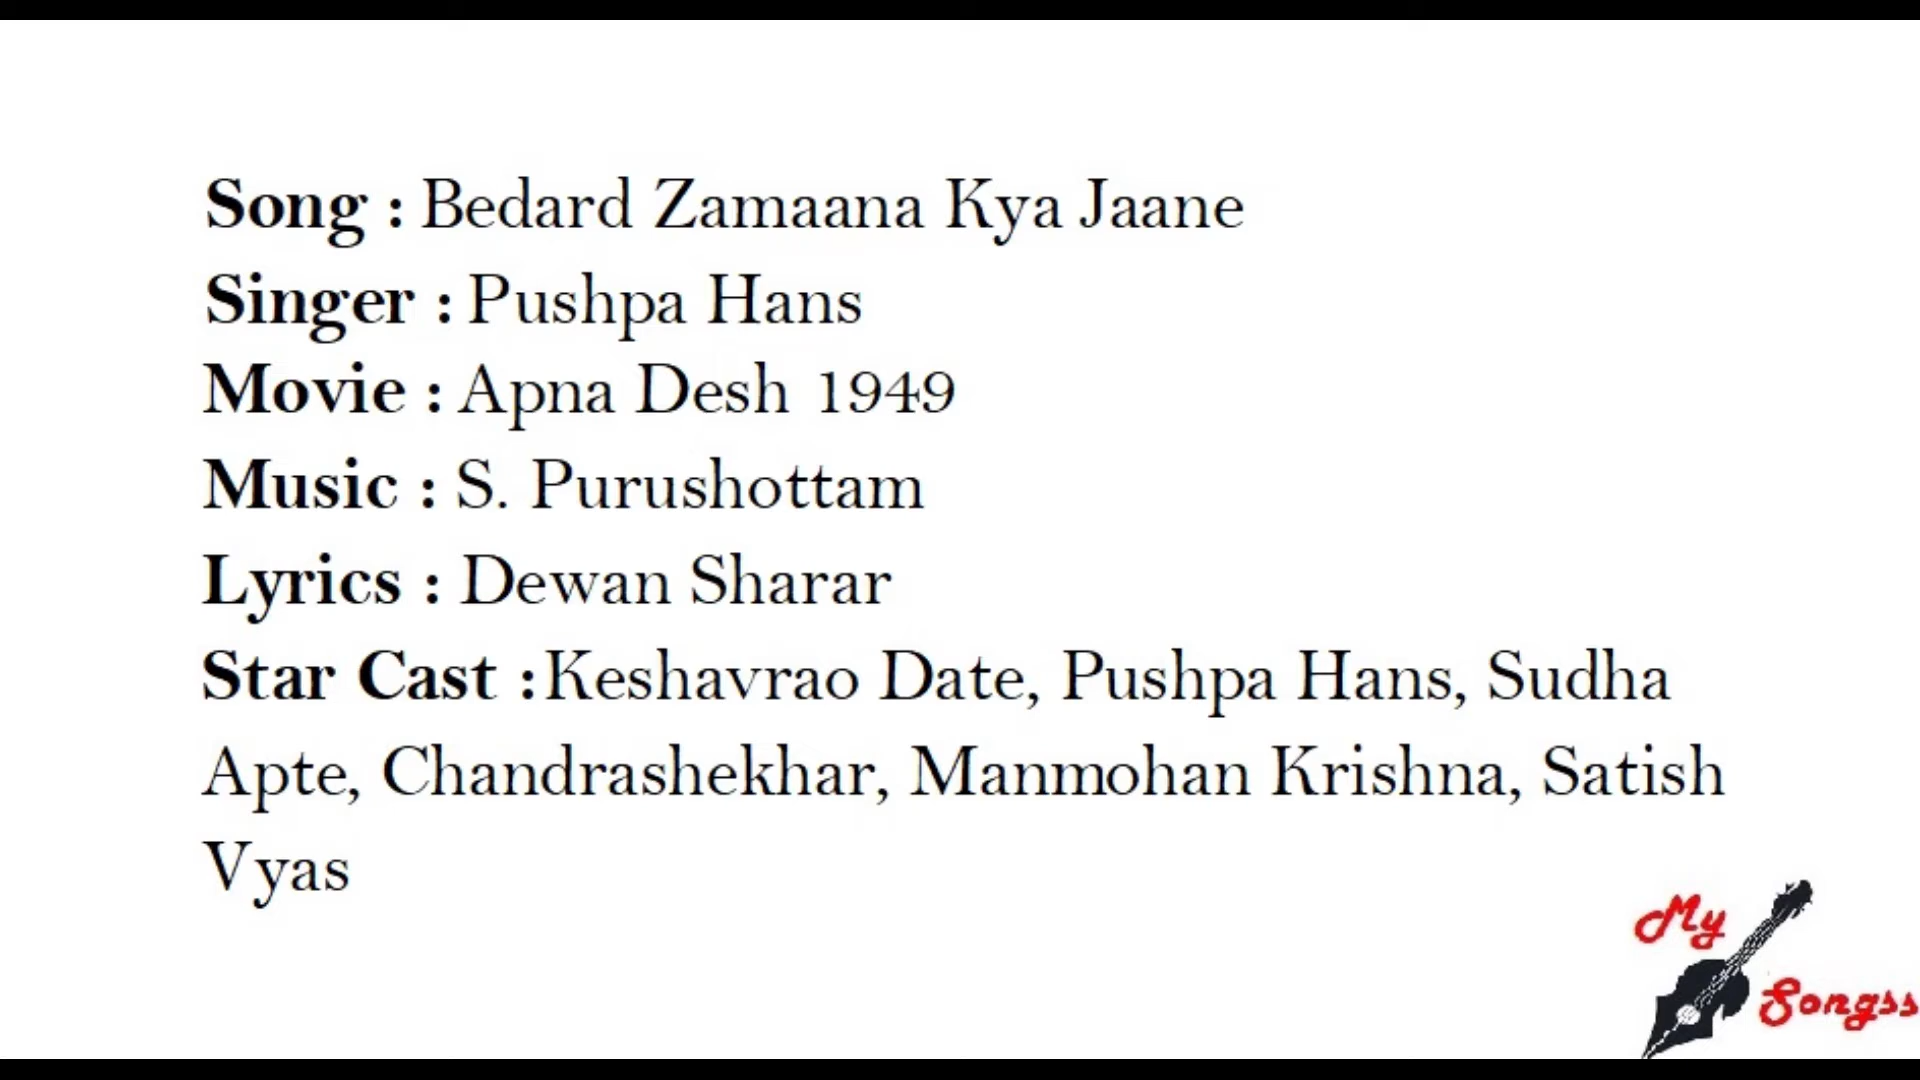 Song : Bedard Zamaana Kya Jaane
Singer : Pushpa Hans
Movie : Apna Desh 1949
Music : S. Purushottam
Lyrics : Dewan Sharar
Star Cast :Keshavrao Date, Pushpa Hans, Sudha
Apte, Chandrashekhar, Manmohan Krishna, Satish
Vyas
My
Songss